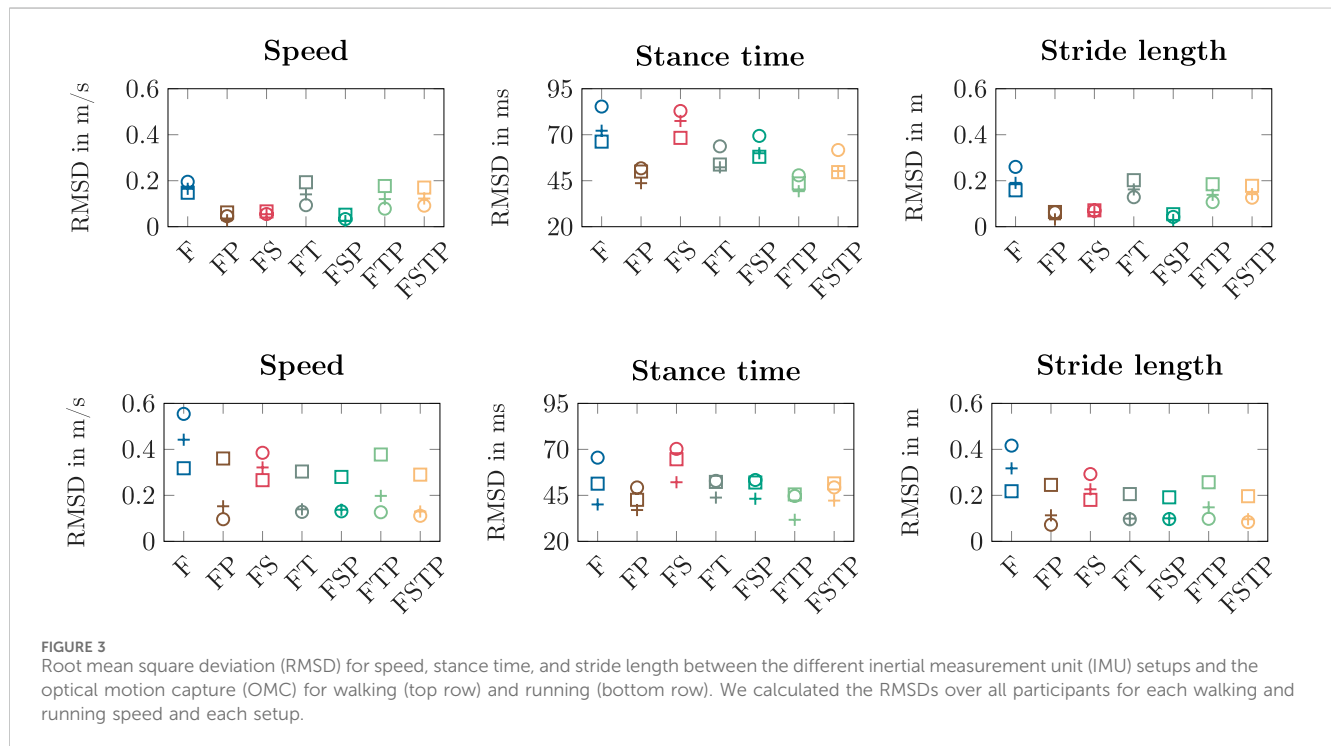 Speed
Stance time
Stride length
RMSD in m/s
0.6
0.4
0.2
0
F FP FS FT FSP FTP FSTP
RMSD in ms
95
70
45
20
F FP FS FT FSP FTP FSTP
RMSD in m
0.6
0.4
0.2
0
F FP FS FT FSP FTP FSTP
Speed
Stance time
Stride length
RMSD in m/s
0.6
0.4
0.2
0
F FP FS FT FSP FTP FSTP
RMSD in ms
95
70
45
20
F FP FS FT FSP FTP FSTP
RMSD in m
0.6
0.4
0.2
0
F FP FS FT FSP FTP FSTP
FIGURE 3
Root mean square deviation (RMSD) for speed, stance time, and stride length between the different inertial measurement unit (IMU) setups and the
optical motion capture (OMC) for walking (top row) and running (bottom row). We calculated the RMSDs over all participants for each walking and
running speed and each setup.